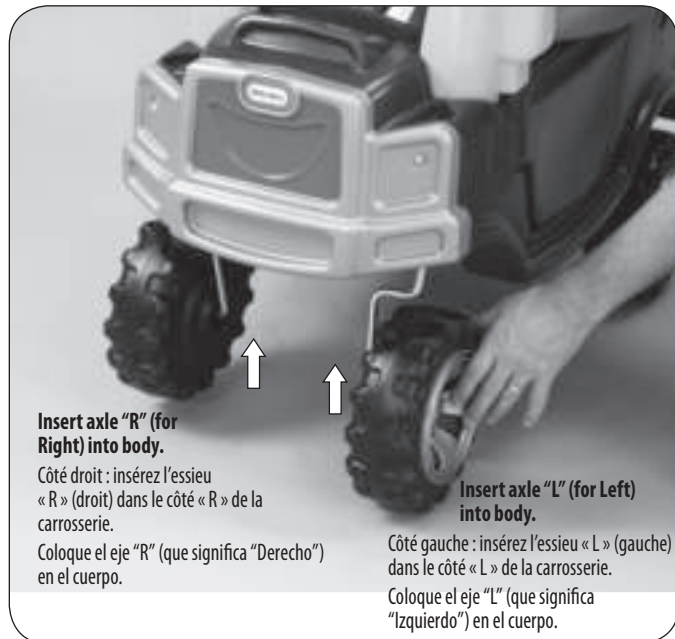 Insert axle “R” (for
Right) into body.
Côté droit : insérez l’essieu
« R » (droit) dans le côté « R » de la
carrosserie.
Coloque el eje “R” (que significa “Derecho”)
en el cuerpo.
Insert axle “L” (for Left)
into body.
Côté gauche : insérez l’essieu « L » (gauche)
dans le côté « L » de la carrosserie.
Coloque el eje “L” (que significa
“Izquierdo”) en el cuerpo.